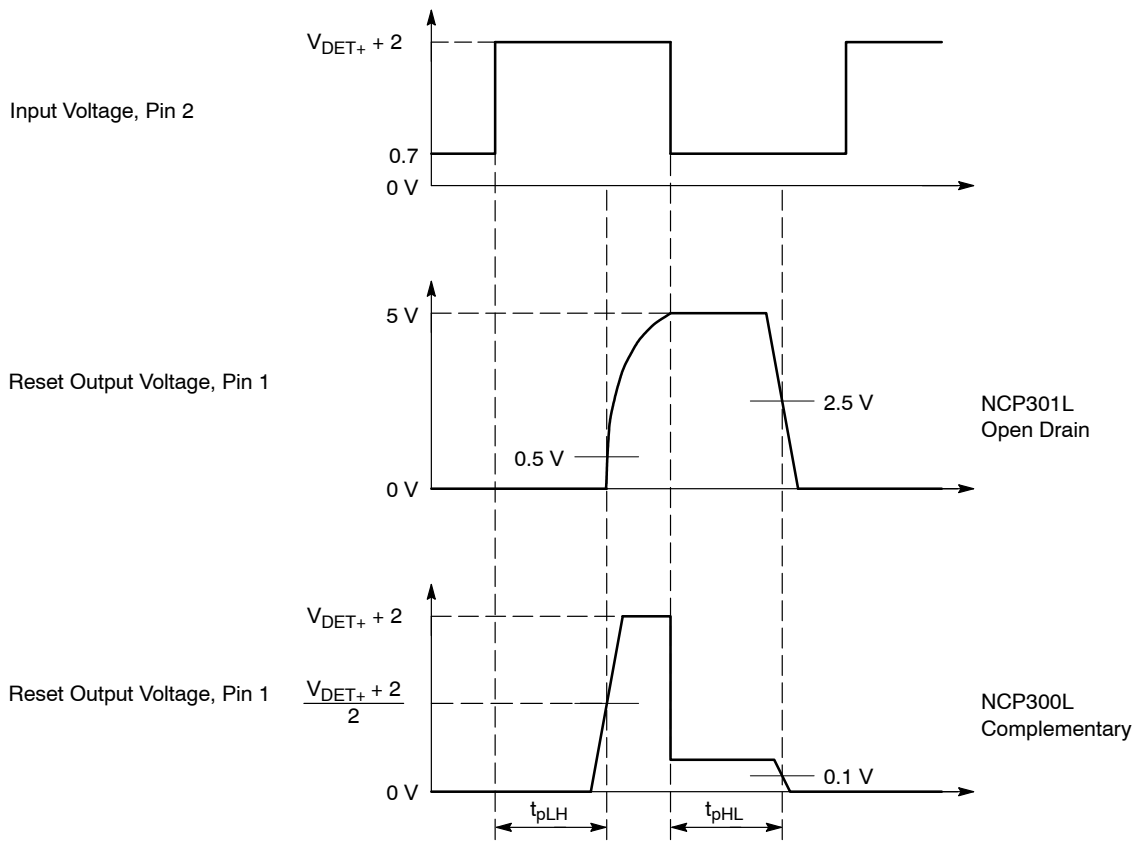 V_DET+ + 2
Input Voltage, Pin 2
0.7
0 V
5 V
Reset Output Voltage, Pin 1
2.5 V
NCP301L
Open Drain
0.5 V
0 V
V_DET+ + 2
Reset Output Voltage, Pin 1
V_DET+ + 2
2
NCP300L
Complementary
0.1 V
0 V
t_pLH
t_pHL